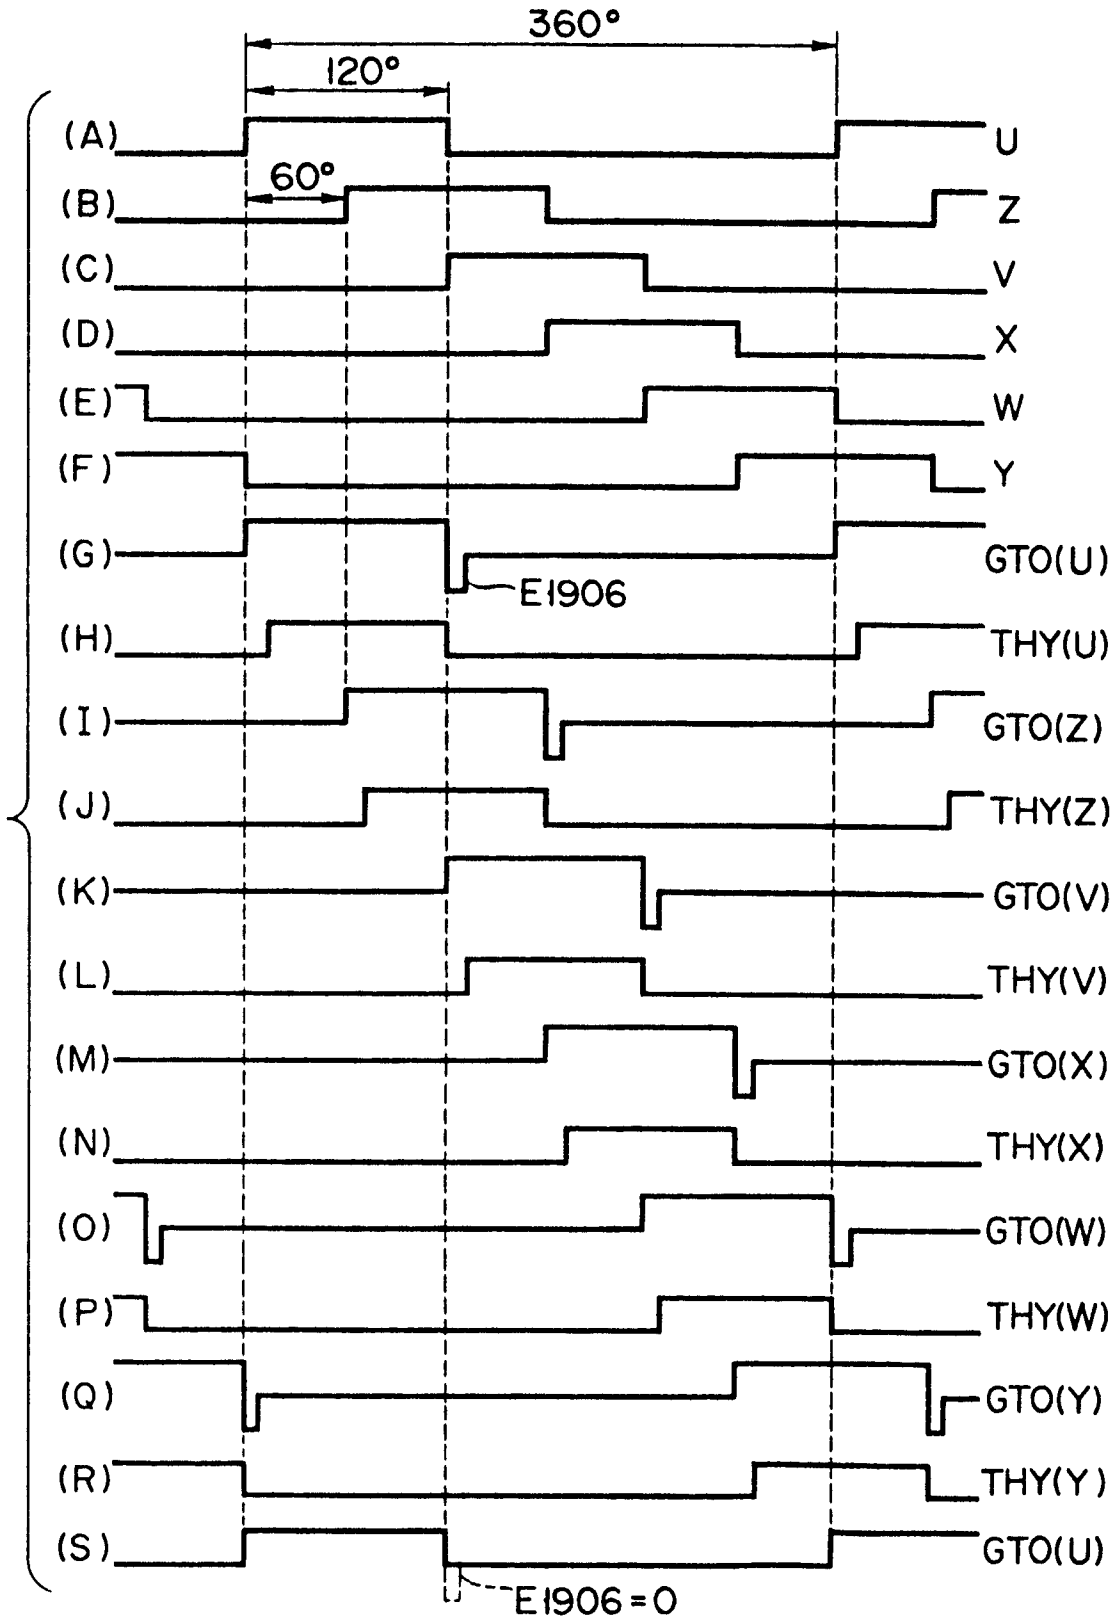 360°
120°
(A) U
60°
(B) Z
(C) V
(D) X
(E) W
(F) Y
(G) GTO(U)
E1906
(H) THY(U)
(I) GTO(Z)
(J) THY(Z)
(K) GTO(V)
(L) THY(V)
(M) GTO(X)
(N) THY(X)
(O) GTO(W)
(P) THY(W)
(Q) GTO(Y)
(R) THY(Y)
(S) GTO(U)
E1906=0